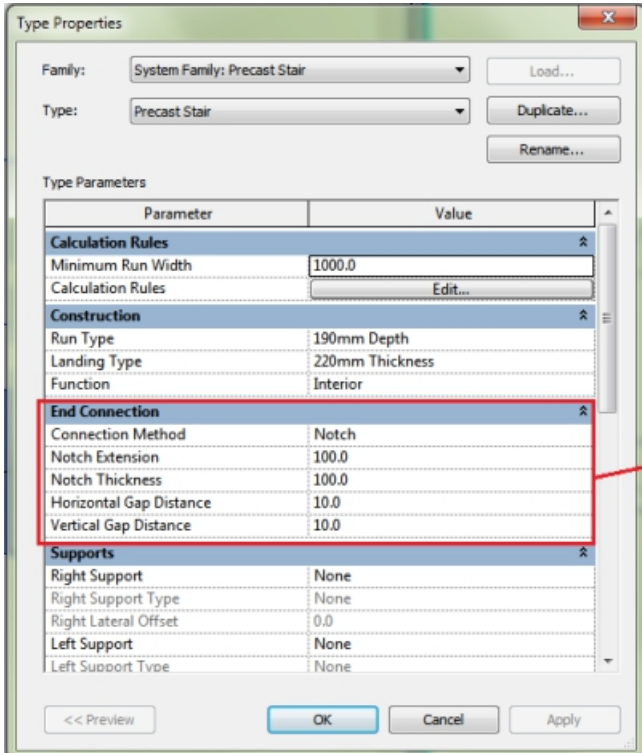 Type Properties
Family: System Family: Precast Stair Load...
Type: Precast Stair Duplicate...
Rename...
Type Parameters
Parameter Value
Calculation Rules
Minimum Run Width 1000.0
Calculation Rules Edit...
Construction
Run Type 190mm Depth
Landing Type 220mm Thickness
Function Interior
End Connection
Connection Method Notch
Notch Extension 100.0
Notch Thickness 100.0
Horizontal Gap Distance 10.0
Vertical Gap Distance 10.0
Supports
Right Support None
Right Support Type None
Right Lateral Offset 0.0
Left Support None
Left Support Type None
<< Preview OK Cancel Apply